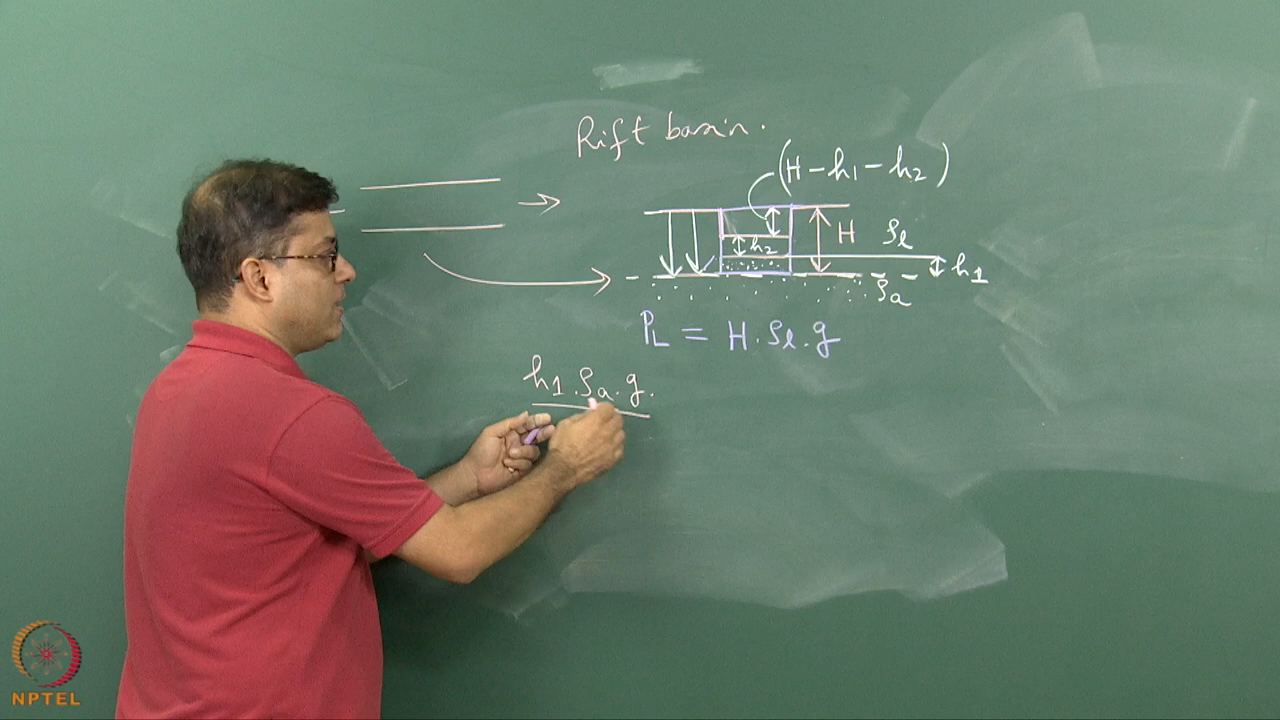 Rift basin.
(H-h1-h2)
H ρl
h2
h1
ρa
PL = H.ρl.g
h1.ρa.g.
NPTEL